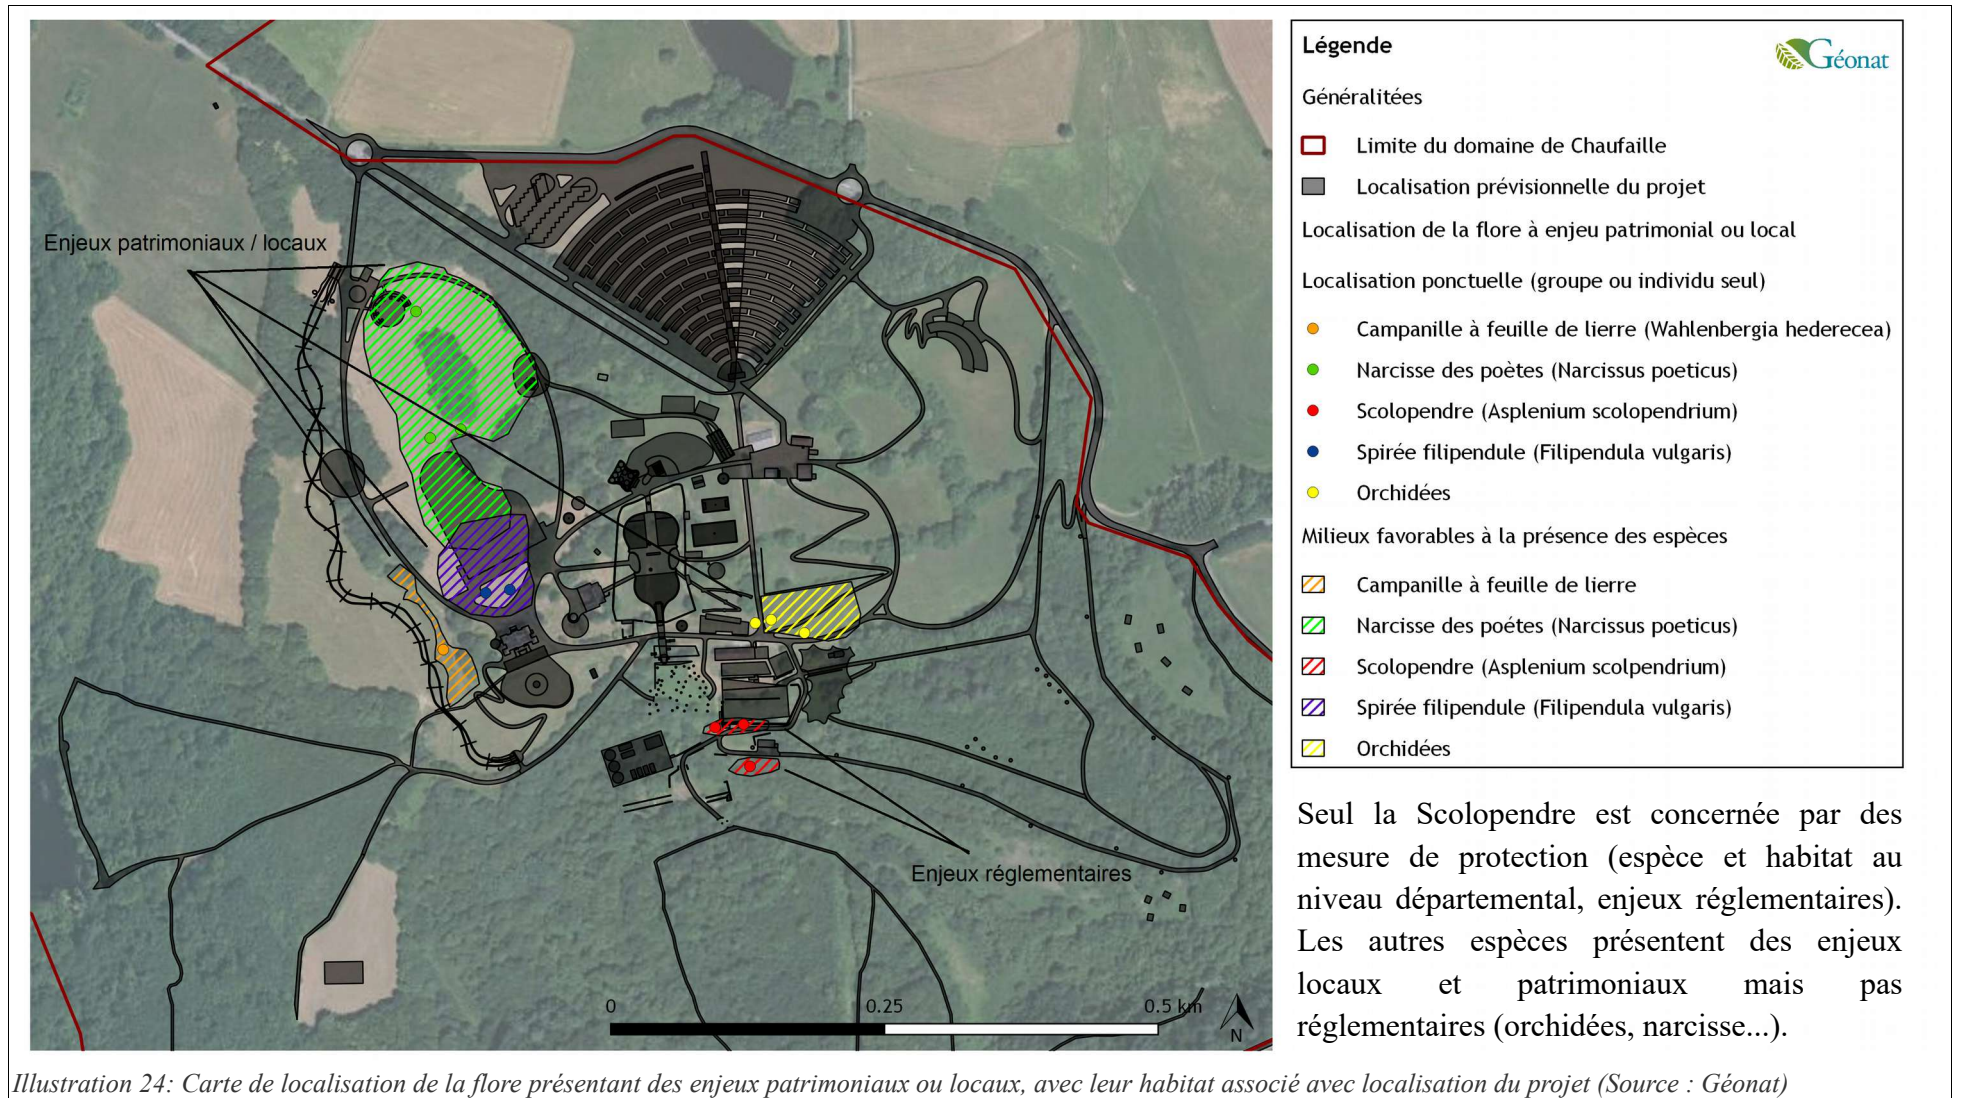 Enjeux patrimoniaux / locaux
Enjeux réglementaires
0
0.25
0.5 km
N
Légende
Géonat
Généralitées
Limite du domaine de Chaufaille
Localisation prévisionnelle du projet
Localisation de la flore à enjeu patrimonial ou local
Localisation ponctuelle (groupe ou individu seul)
Campanille à feuille de lierre (Wahlenbergia hederecea)
Narcisse des poètes (Narcissus poeticus)
Scolopendre (Asplenium scolopendrium)
Spirée filipendule (Filipendula vulgaris)
Orchidées
Milieux favorables à la présence des espèces
Campanille à feuille de lierre
Narcisse des poétes (Narcissus poeticus)
Scolopendre (Asplenium scolpendrium)
Spirée filipendule (Filipendula vulgaris)
Orchidées
Seul la Scolopendre est concernée par des
mesure de protection (espèce et habitat au
niveau départemental, enjeux réglementaires).
Les autres espèces présentent des enjeux
locaux et patrimoniaux mais pas
réglementaires (orchidées, narcisse...).
Illustration 24: Carte de localisation de la flore présentant des enjeux patrimoniaux ou locaux, avec leur habitat associé avec localisation du projet (Source : Géonat)